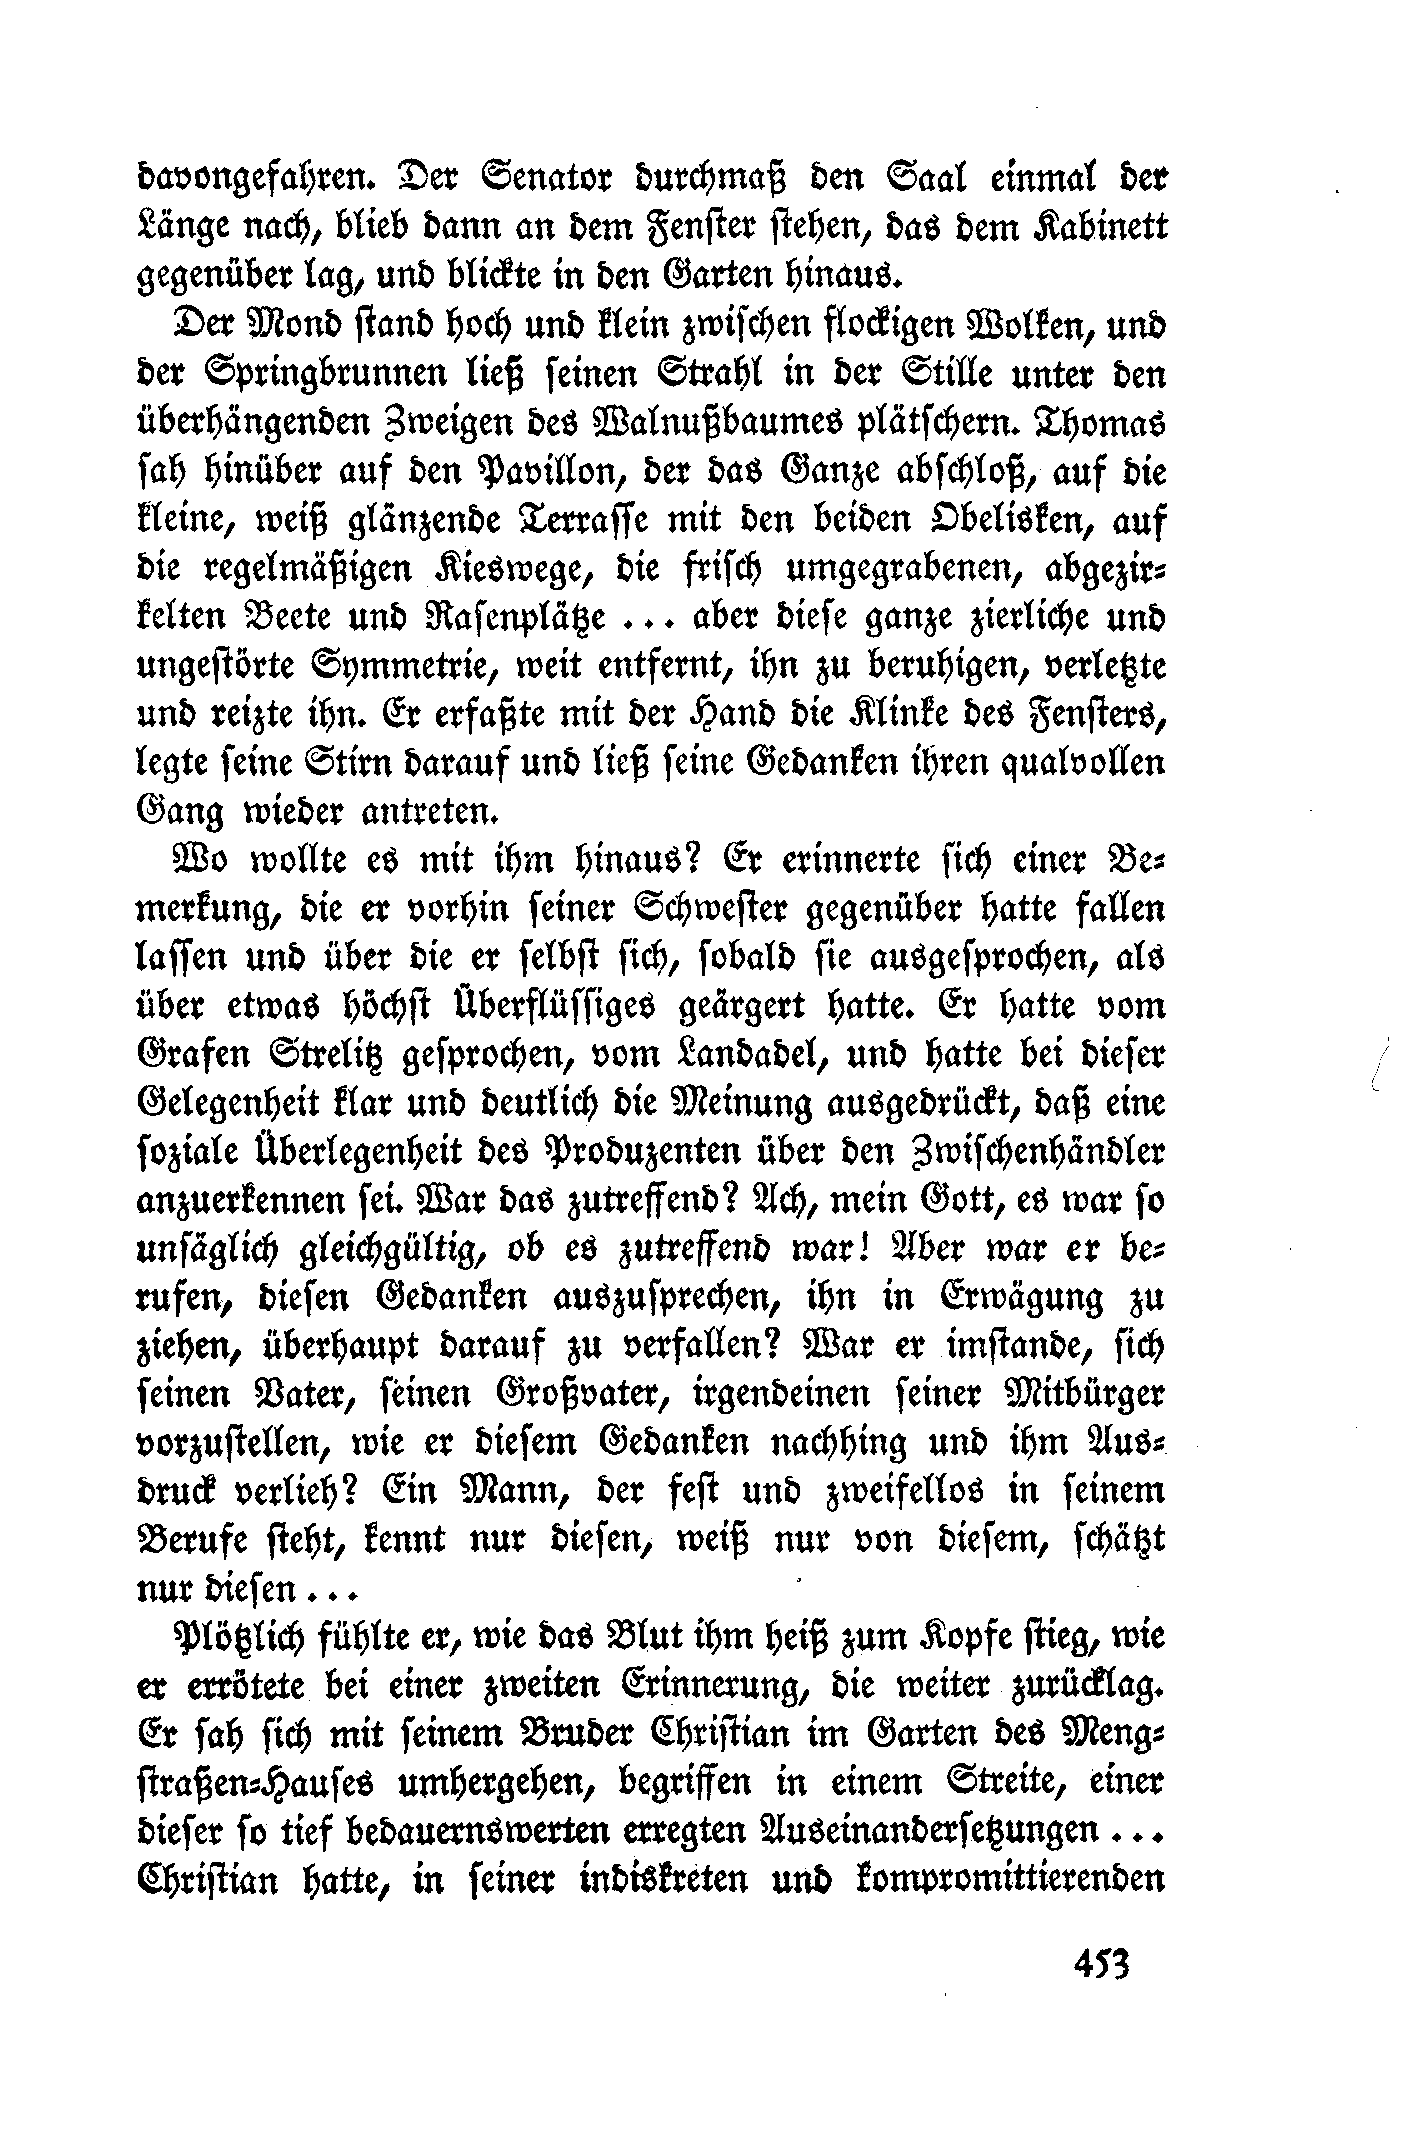 davongefahren. Der Senator durchmaß den Saal einmal der
Länge nach, blieb dann an dem Fenster stehen, das dem Kabinett
gegenüber lag, und blickte in den Garten hinaus.
Der Mond stand hoch und klein zwischen flockigen Wolken, und
der Springbrunnen ließ seinen Strahl in der Stille unter den
überhängenden Zweigen des Walnußbaumes plätschern. Thomas
sah hinüber auf den Pavillon, der das Ganze abschloß, auf die
kleine, weiß glänzende Terrasse mit den beiden Obelisken, auf
die regelmäßigen Kieswege, die frisch umgegrabenen, abgezir-
kelten Beete und Rasenplätze ... aber diese ganze zierliche und
ungestörte Symmetrie, weit entfernt, ihn zu beruhigen, verletzte
und reizte ihn. Er erfaßte mit der Hand die Klinke des Fensters,
legte seine Stirn darauf und ließ seine Gedanken ihren qualvollen
Gang wieder antreten.
Wo wollte es mit ihm hinaus? Er erinnerte sich einer Be-
merkung, die er vorhin seiner Schwester gegenüber hatte fallen
lassen und über die er selbst sich, sobald sie ausgesprochen, als
über etwas höchst Überflüssiges geärgert hatte. Er hatte vom
Grafen Strelitz gesprochen, vom Landadel, und hatte bei dieser
Gelegenheit klar und deutlich die Meinung ausgedrückt, daß eine
soziale Überlegenheit des Produzenten über den Zwischenhändler
anzuerkennen sei. War das zutreffend? Ach, mein Gott, es war so
unsäglich gleichgültig, ob es zutreffend war! Aber war er be-
rufen, diesen Gedanken auszusprechen, ihn in Erwägung zu
ziehen, überhaupt darauf zu verfallen? War er imstande, sich
seinen Vater, seinen Großvater, irgendeinen seiner Mitbürger
vorzustellen, wie er diesem Gedanken nachhing und ihm Aus-
druck verlieh? Ein Mann, der fest und zweifellos in seinem
Berufe steht, kennt nur diesen, weiß nur von diesem, schätzt
nur diesen ...
Plötzlich fühlte er, wie das Blut ihm heiß zum Kopfe stieg, wie
er errötete bei einer zweiten Erinnerung, die weiter zurücklag.
Er sah sich mit seinem Bruder Christian im Garten des Meng-
straßen-Hauses umhergehen, begriffen in einem Streite, einer
dieser so tief bedauernswerten erregten Auseinandersetzungen ...
Christian hatte, in seiner indiskreten und kompromittierenden
453